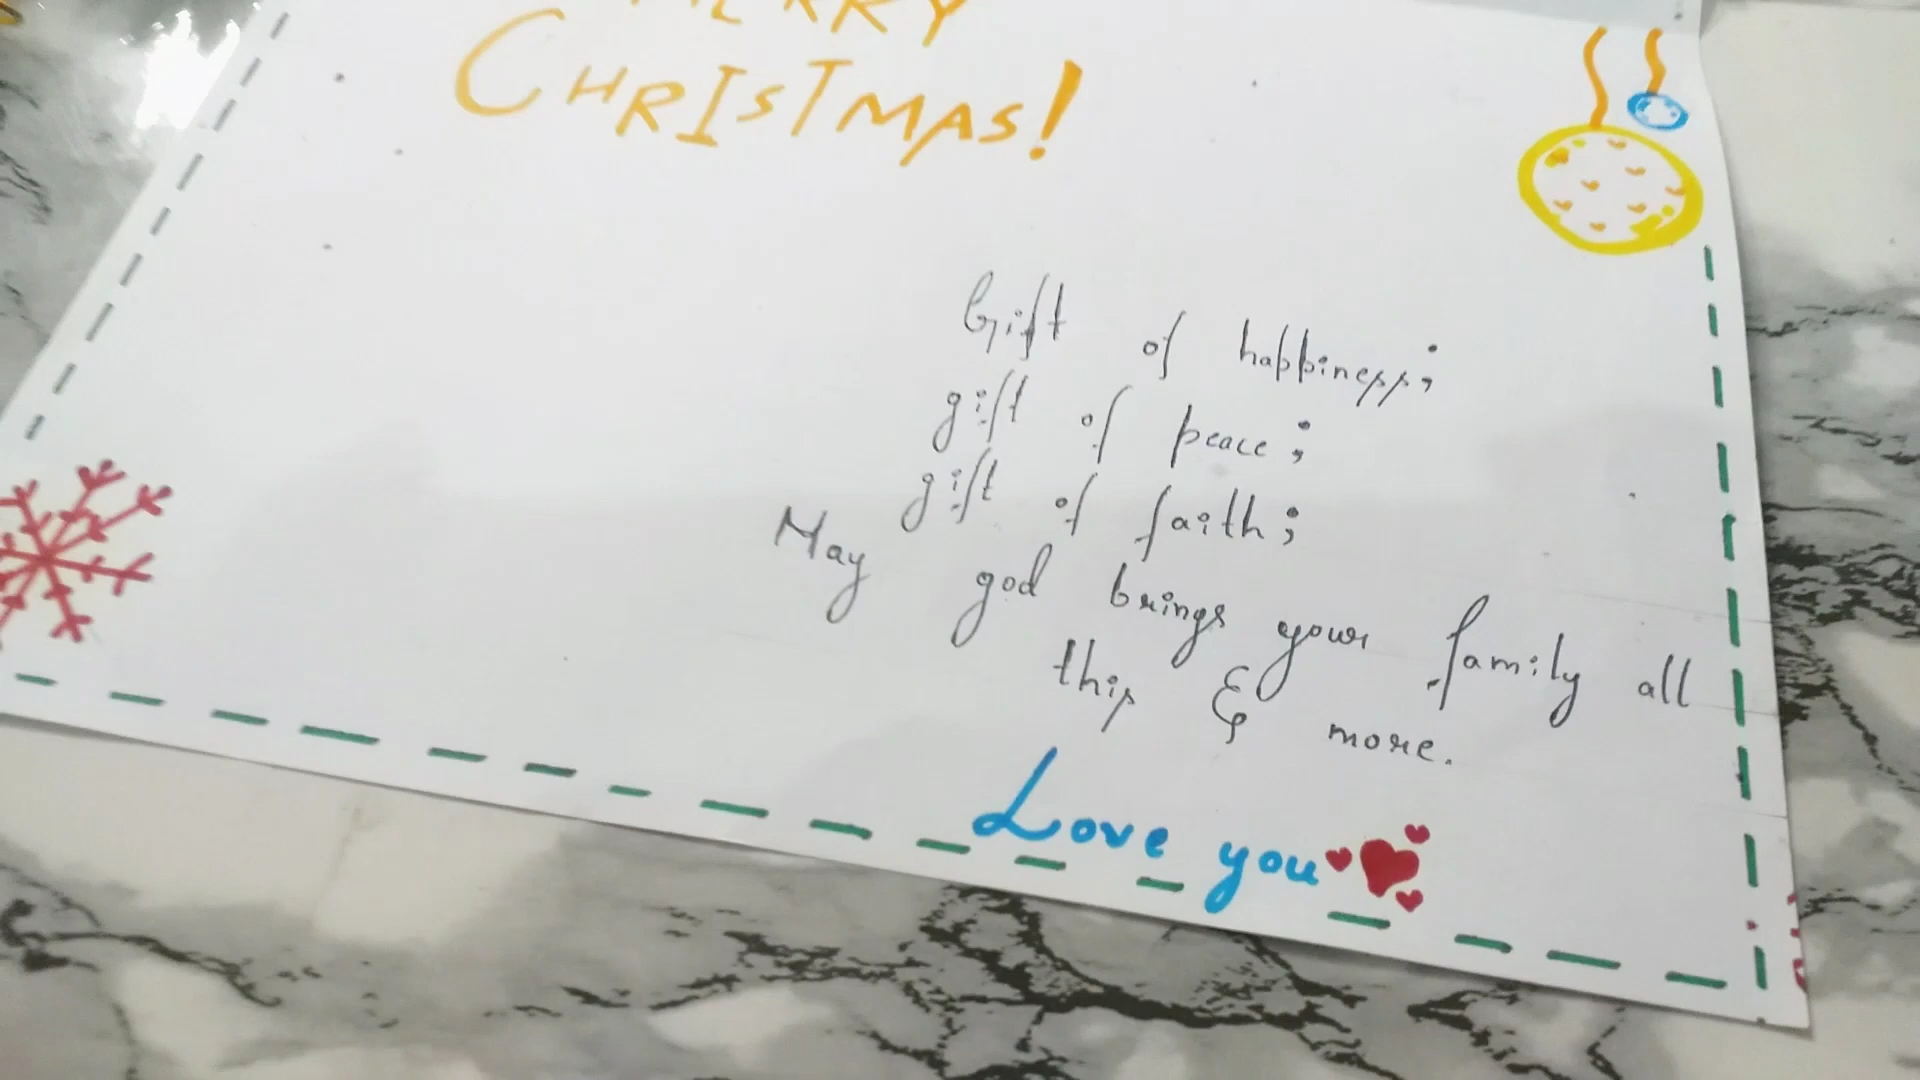 MERRY
CHRISTMAS!
Gift of happiness;
gift of peace;
gift of faith;
May god brings your family all
this & more.
Love you